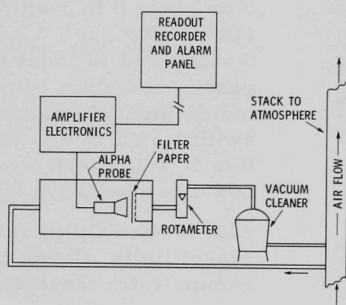 READOUT
RECORDER
AND ALARM
PANEL
AMPLIFIER
ELECTRONICS
ALPHA
PROBE
FILTER
PAPER
ROTAMETER
VACUUM
CLEANER
STACK TO
ATMOSPHERE
AIR FLOW